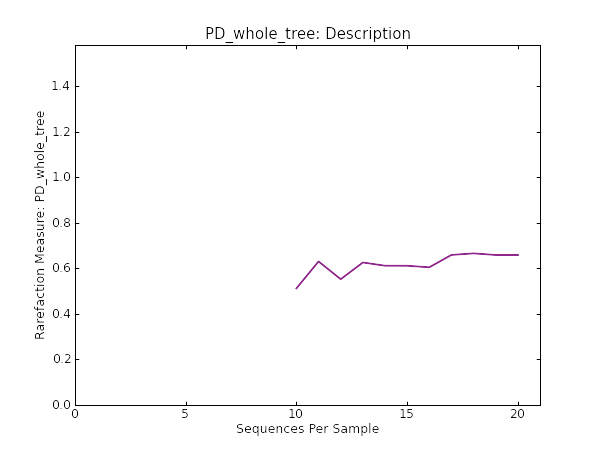 PD_whole_tree: Description
Rarefaction Measure: PD_whole_tree
1.4
1.2
1.0
0.8
0.6
0.4
0.2
0.0
0 5 10 15 20
Sequences Per Sample